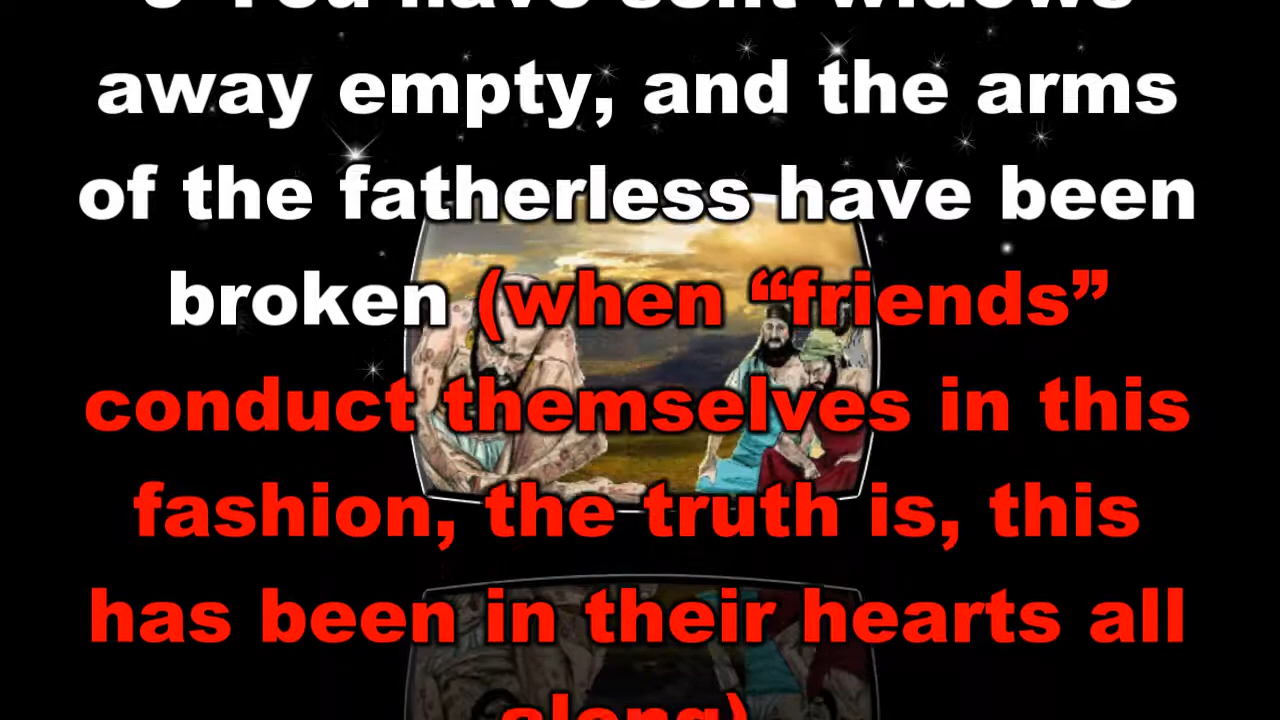 9 You have sent widows
away empty, and the arms
of the fatherless have been
broken (when “friends”
conduct themselves in this
fashion, the truth is, this
has been in their hearts all
along)